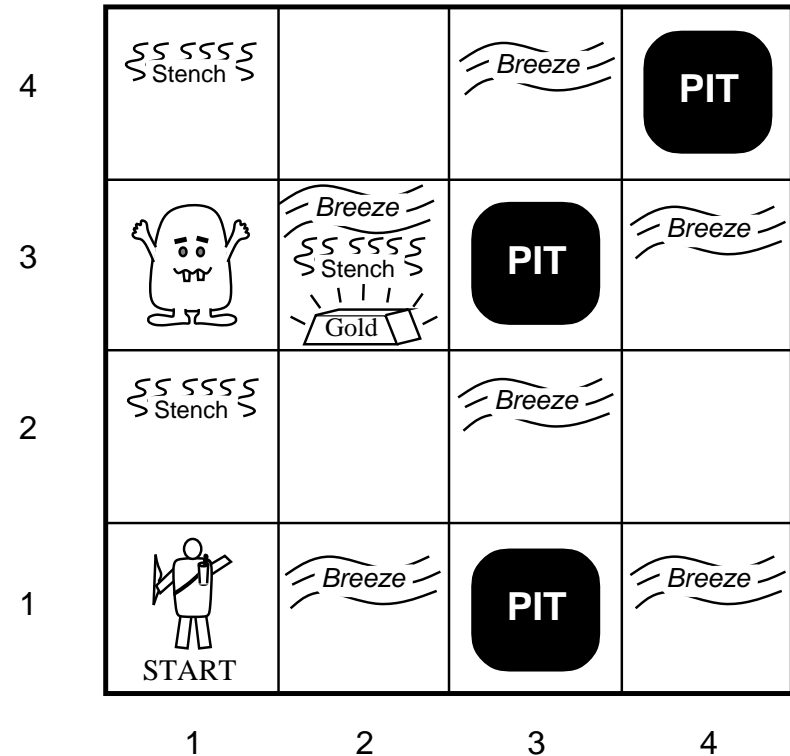 4
Stench
Breeze
PIT
3
Breeze
Stench
Gold
PIT
Breeze
2
Stench
Breeze
1
START
Breeze
PIT
Breeze
1 2 3 4